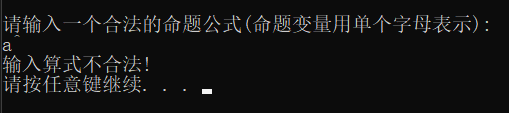 请输入一个合法的命题公式(命题变量用单个字母表示):
a
输入算式不合法!
请按任意键继续. . .